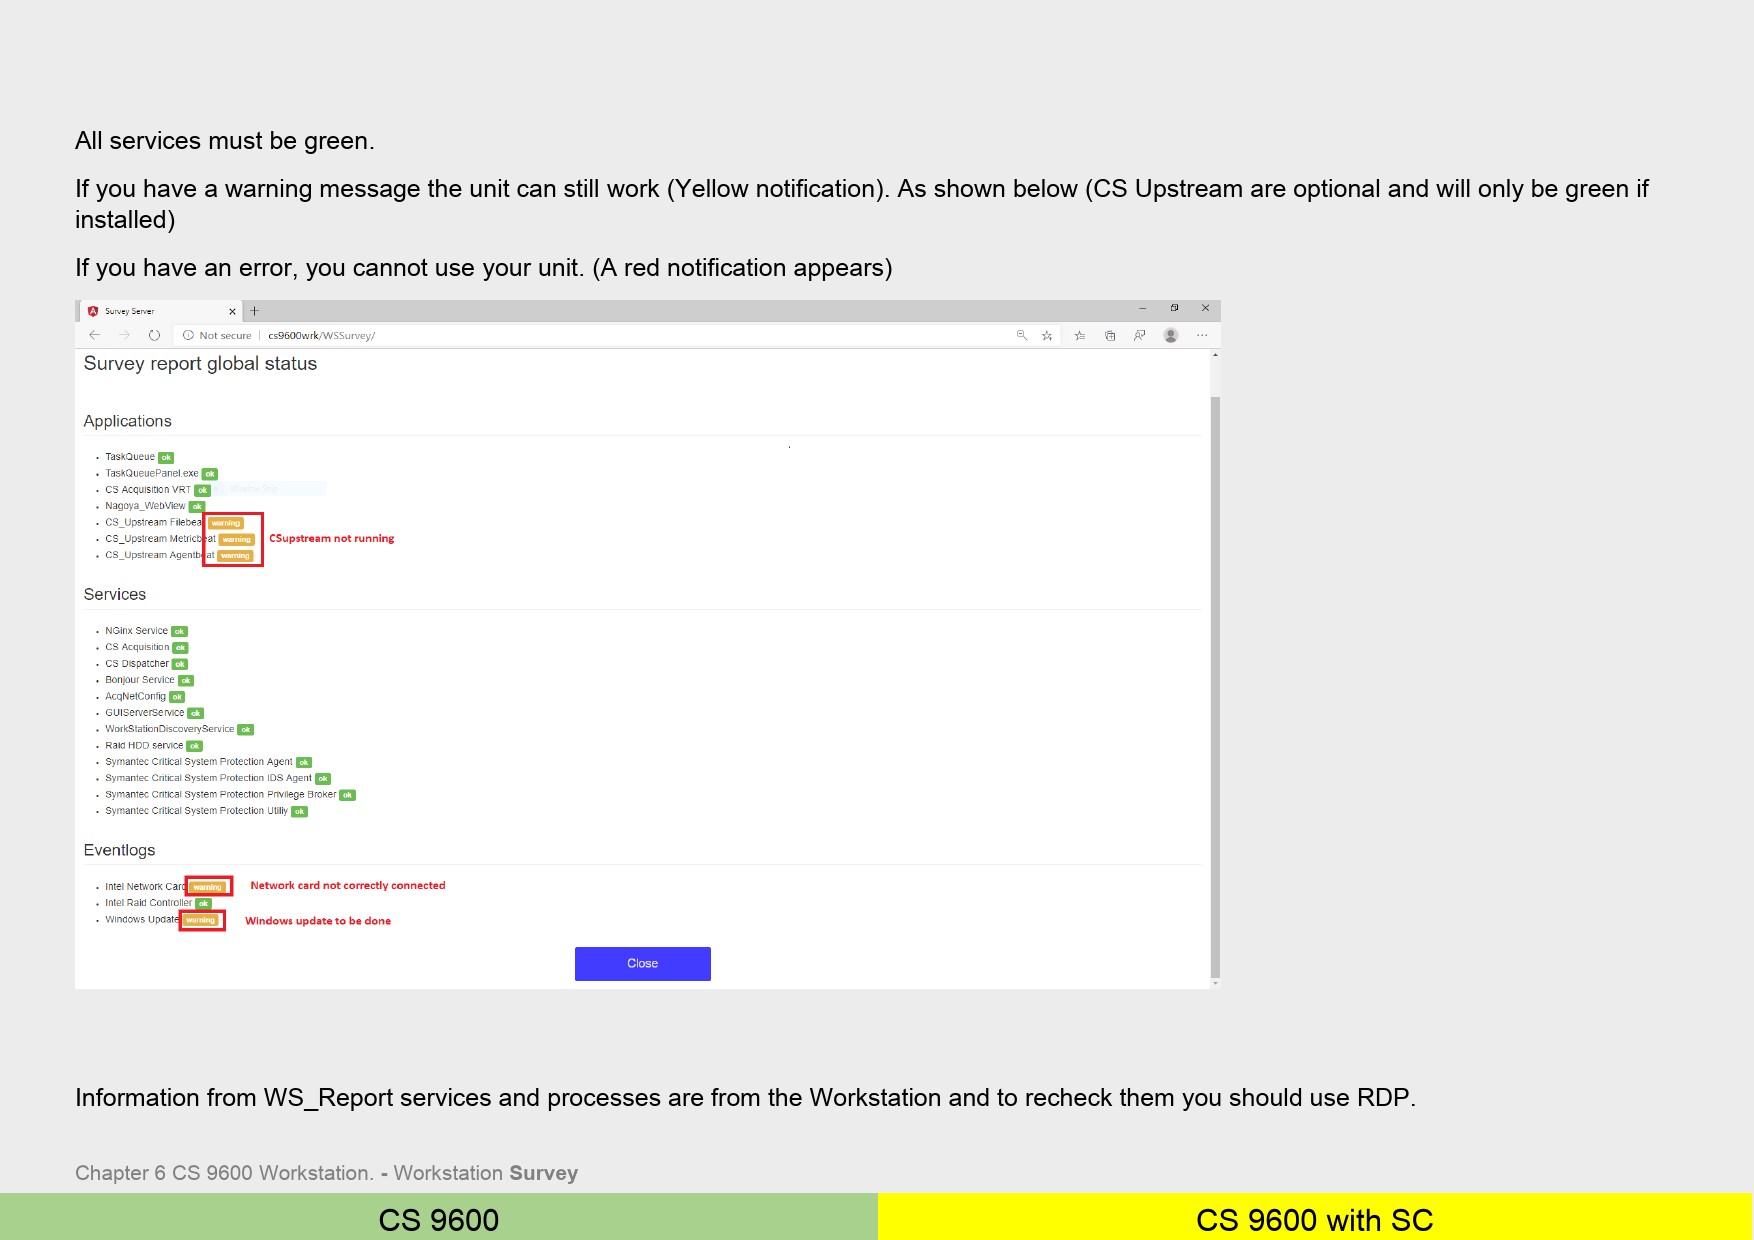 All services must be green.
If you have a warning message the unit can still work (Yellow notification). As shown below (CS Upstream are optional and will only be green if
installed)
If you have an error, you cannot use your unit. (A red notification appears)
Survey Server
Not secure | cs9600wrk/WSSurvey/
Survey report global status
Applications
• TaskQueue ok
• TaskQueuePanel.exe ok
• CS Acquisition VRT ok
• Nagoya_WebView ok
• CS_Upstream Filebeat warning
• CS_Upstream Metricbeat warning CSupstream not running
• CS_Upstream Agentbeat warning
Services
• NGinx Service ok
• CS Acquisition ok
• CS Dispatcher ok
• Bonjour Service ok
• AcqNetConfig ok
• GUIServerService ok
• WorkStationDiscoveryService ok
• Raid HDD service ok
• Symantec Critical System Protection Agent ok
• Symantec Critical System Protection IDS Agent ok
• Symantec Critical System Protection Privilege Broker ok
• Symantec Critical System Protection Utiliy ok
Eventlogs
• Intel Network Card warning Network card not correctly connected
• Intel Raid Controller ok
• Windows Update warning Windows update to be done
Close
Information from WS_Report services and processes are from the Workstation and to recheck them you should use RDP.
Chapter 6 CS 9600 Workstation. - Workstation Survey
CS 9600
CS 9600 with SC